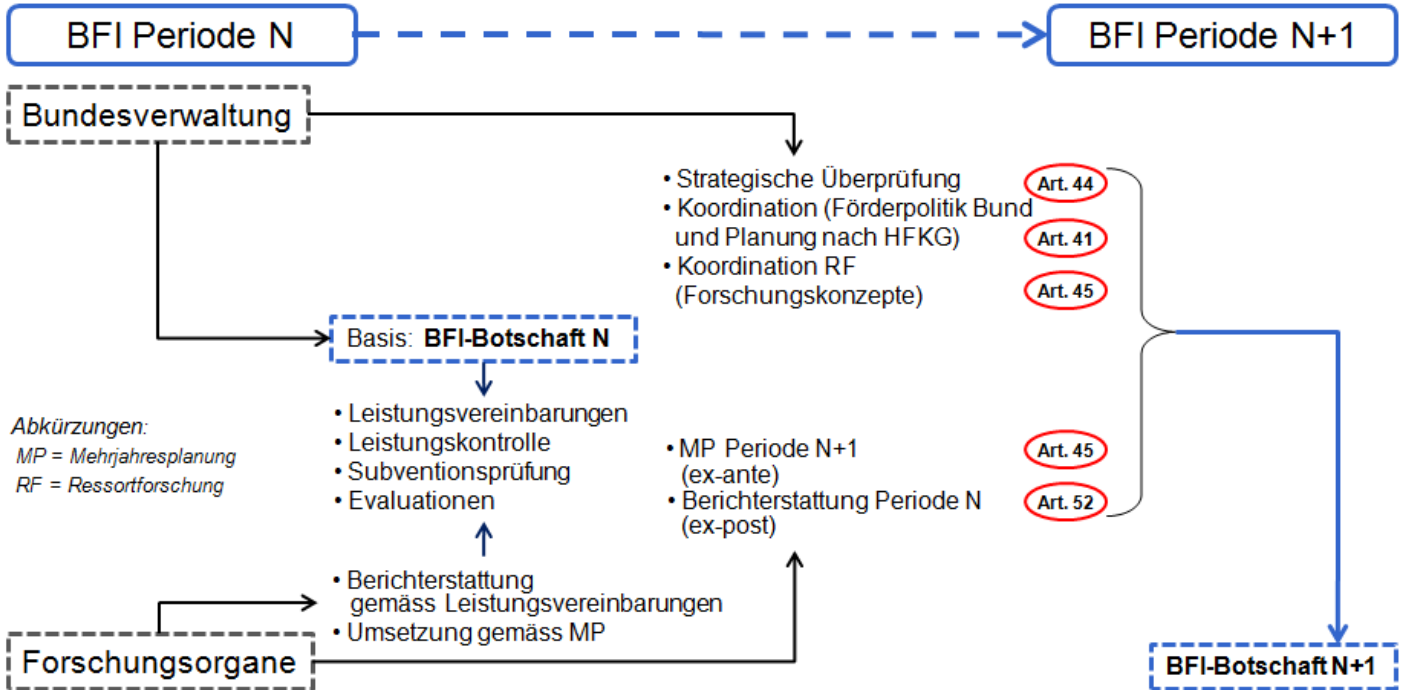 BFI Periode N
BFI Periode N+1
Bundesverwaltung
• Strategische Überprüfung
Art. 44
• Koordination (Förderpolitik Bund
und Planung nach HFKG)
Art. 41
• Koordination RF
(Forschungskonzepte)
Art. 45
Basis: BFI-Botschaft N
• Leistungsvereinbarungen
• Leistungskontrolle
• Subventionsprüfung
• Evaluationen
Abkürzungen:
MP = Mehrjahresplanung
RF = Ressortforschung
• MP Periode N+1
(ex-ante)
Art. 45
• Berichterstattung Periode N
(ex-post)
Art. 52
• Berichterstattung
gemäss Leistungsvereinbarungen
• Umsetzung gemäss MP
Forschungsorgane
BFI-Botschaft N+1